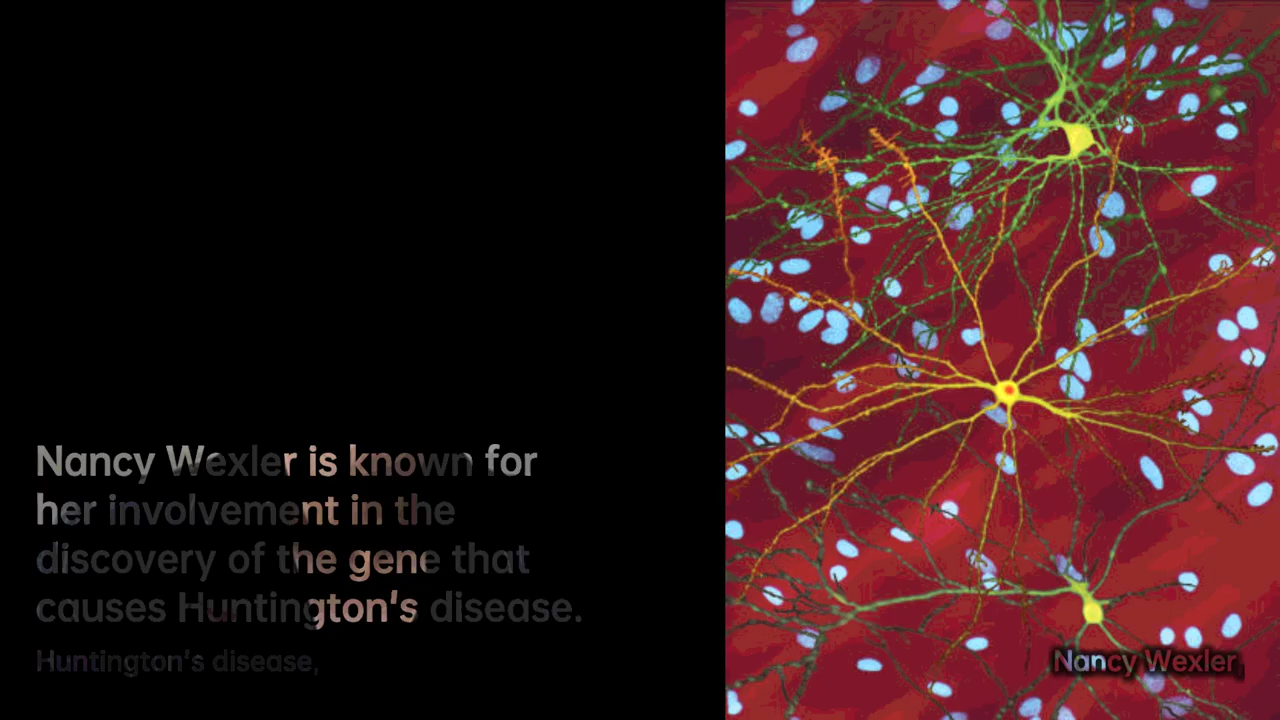 Nancy Wexler is known for
her involvement in the
discovery of the gene that
causes Huntington's disease.
Huntington's disease,
Nancy Wexler,